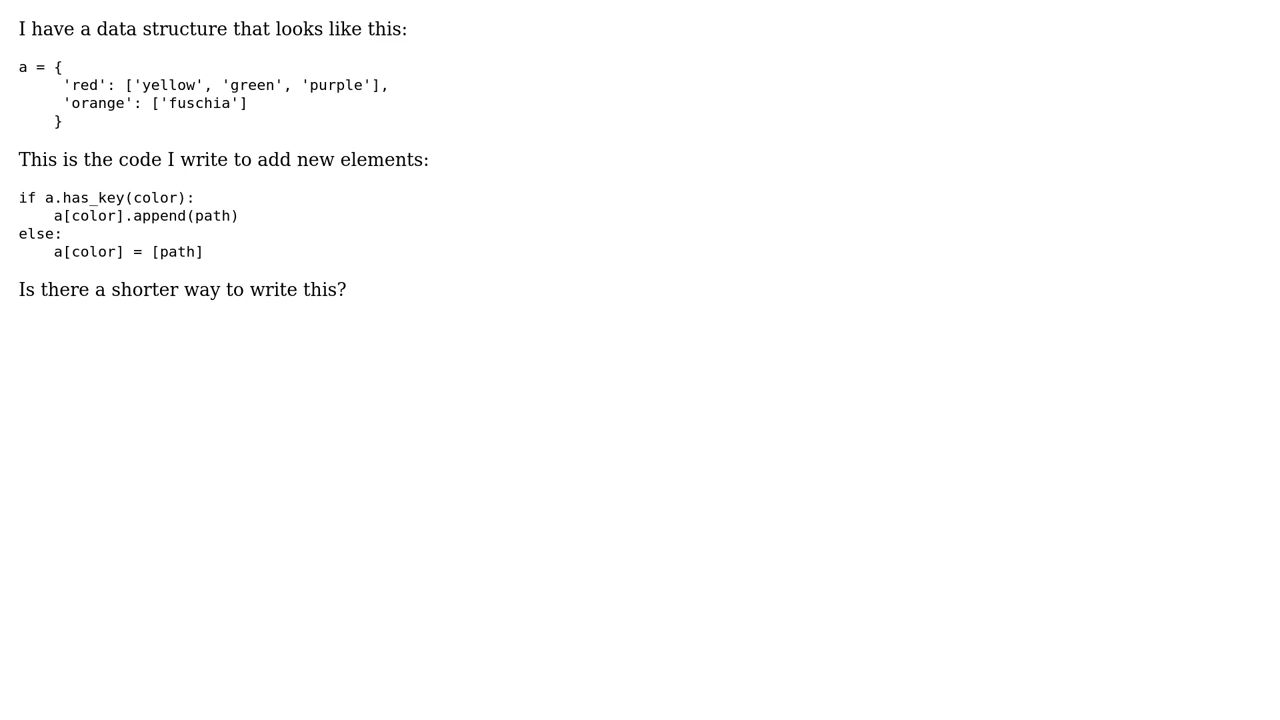 I have a data structure that looks like this:
a = {
     'red': ['yellow', 'green', 'purple'],
     'orange': ['fuschia']
    }
This is the code I write to add new elements:
if a.has_key(color):
    a[color].append(path)
else:
    a[color] = [path]
Is there a shorter way to write this?